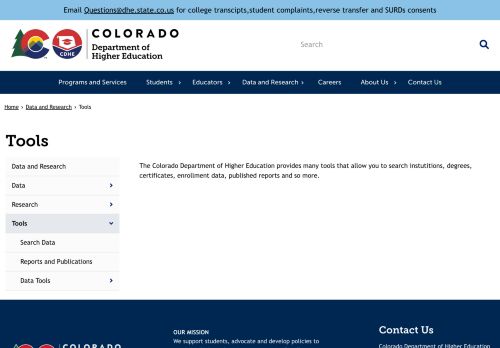 Email Questions@dhe.state.co.us for college transcipts,student complaints,reverse transfer and SURDs consents
CDHE
COLORADO
Department of
Higher Education
Search
Programs and Services Students Educators Data and Research Careers About Us Contact Us
Home › Data and Research › Tools
Tools
Data and Research
Data
Research
Tools
Search Data
Reports and Publications
Data Tools
The Colorado Department of Higher Education provides many tools that allow you to search instutitions, degrees,
certificates, enrollment data, published reports and so more.
COLORADO
OUR MISSION
We support students, advocate and develop policies to
Contact Us
Colorado Department of Higher Education